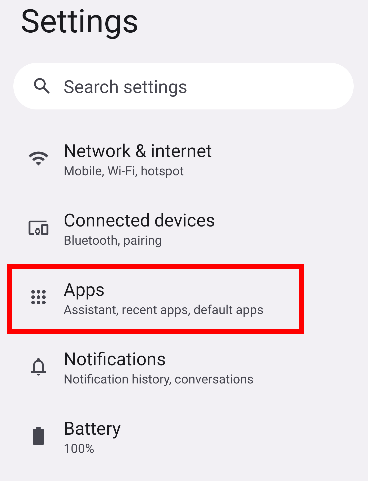 Settings
Search settings
Network & internet
Mobile, Wi-Fi, hotspot
Connected devices
Bluetooth, pairing
Apps
Assistant, recent apps, default apps
Notifications
Notification history, conversations
Battery
100%